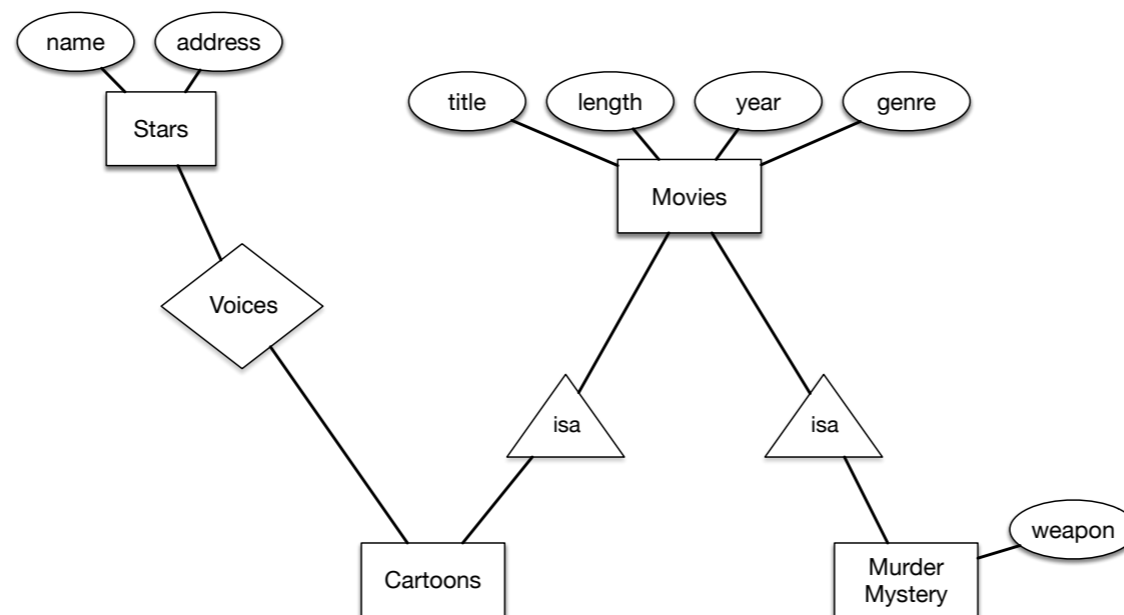 name
address
Stars
title
length
year
genre
Movies
Voices
isa
isa
Cartoons
Murder
Mystery
weapon